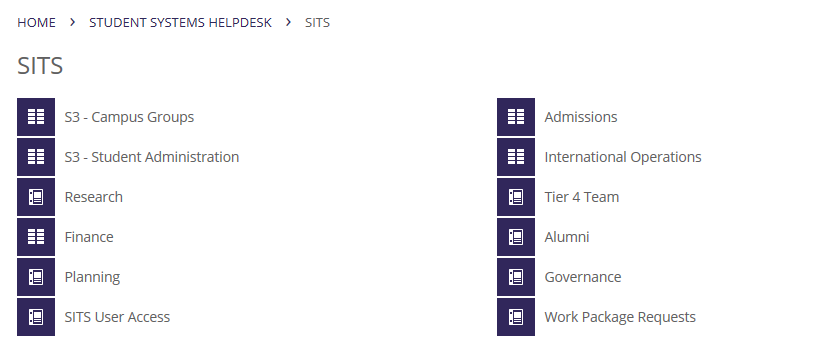 HOME > STUDENT SYSTEMS HELPDESK > SITS
SITS
S3 - Campus Groups
Admissions
S3 - Student Administration
International Operations
Research
Tier 4 Team
Finance
Alumni
Planning
Governance
SITS User Access
Work Package Requests